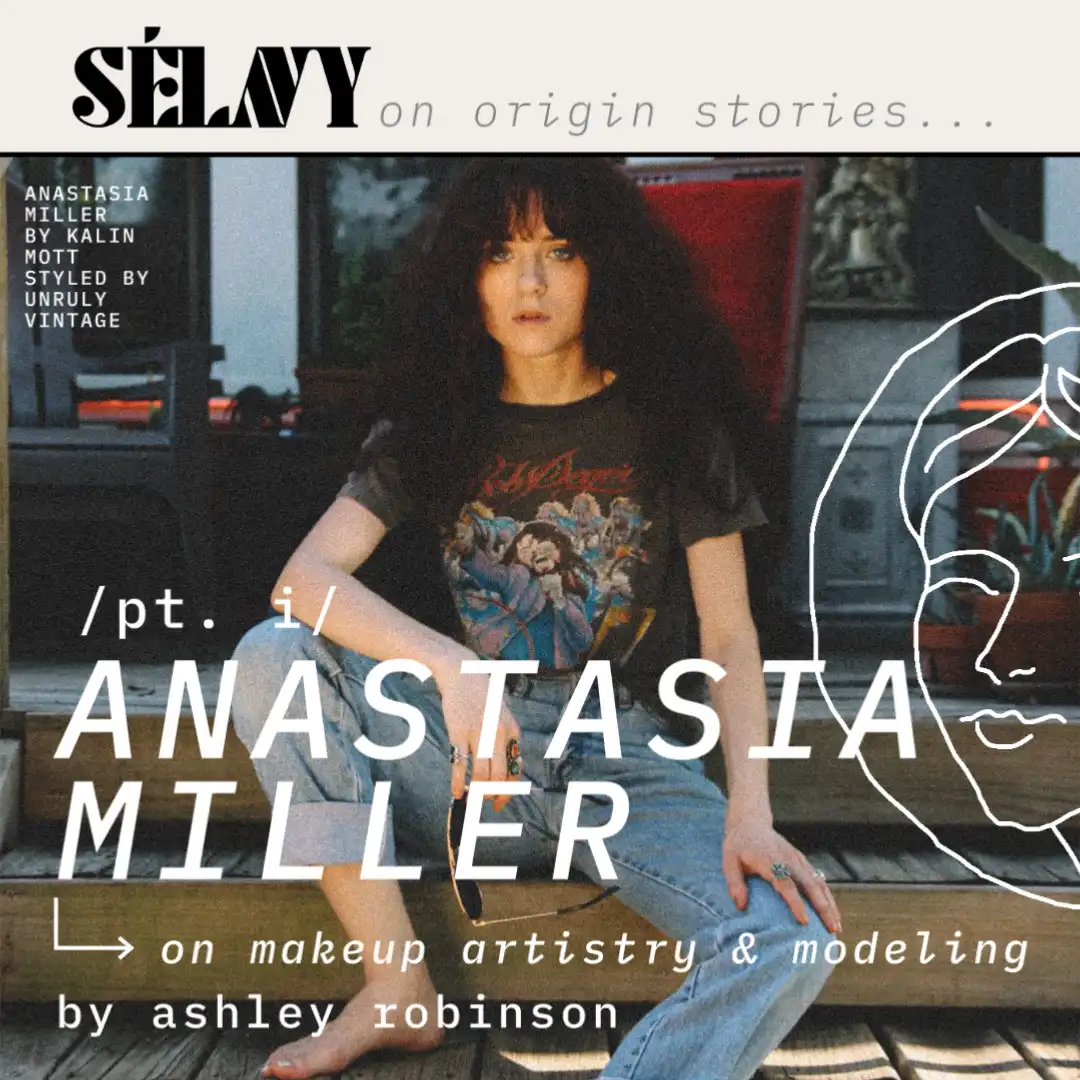 SÉLAVY on origin stories...
ANASTASIA
MILLER
BY KALIN
MOTT
STYLED BY
UNRULY
VINTAGE
/pt. i/
ANASTASIA
MILLER
on makeup artistry & modeling
by ashley robinson